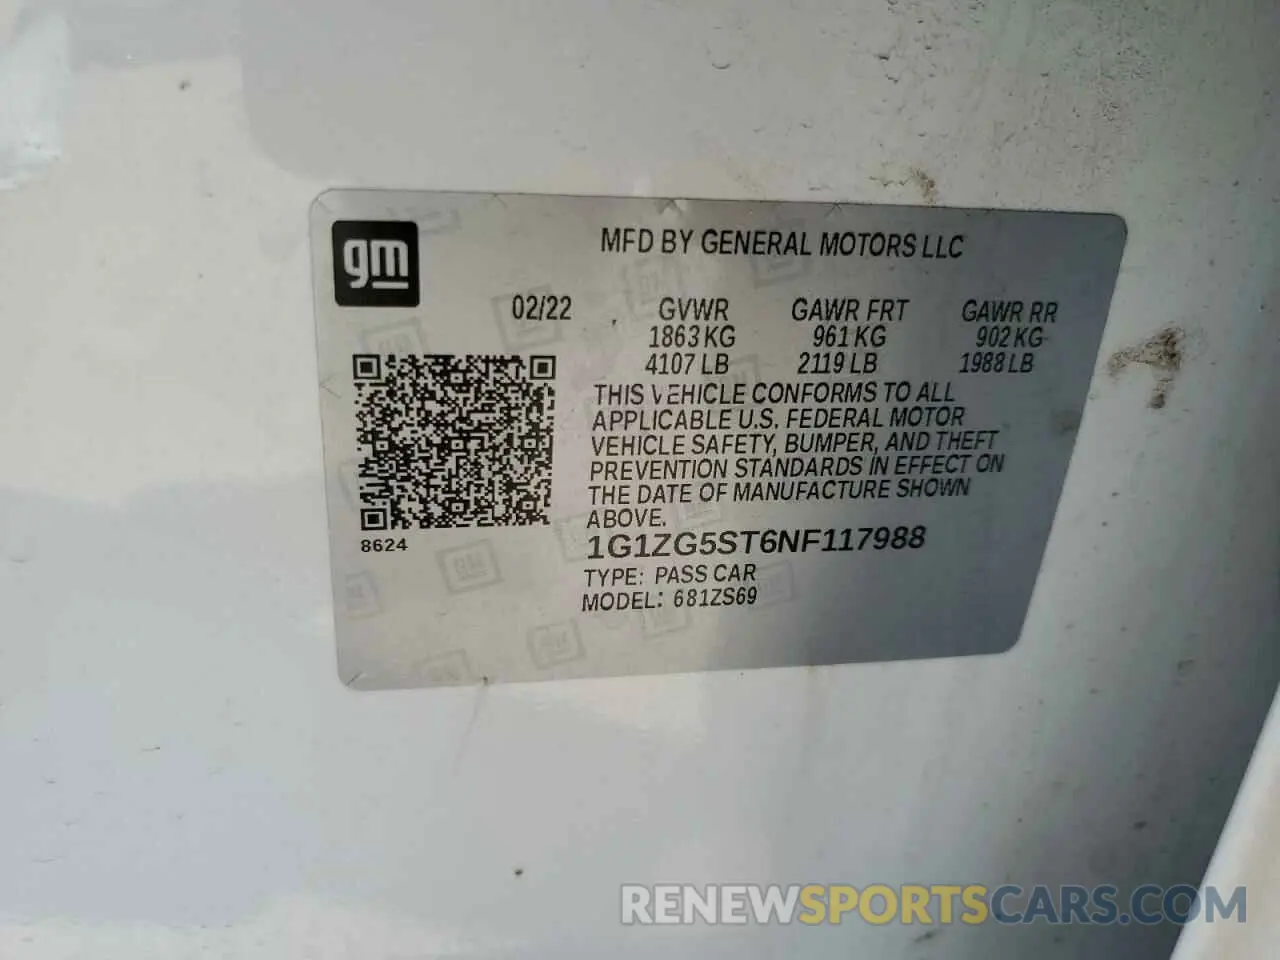 gm
MFD BY GENERAL MOTORS LLC
02/22 GVWR GAWR FRT GAWR RR
1863 KG 961 KG 902 KG
4107 LB 2119 LB 1988 LB
THIS VEHICLE CONFORMS TO ALL
APPLICABLE U.S. FEDERAL MOTOR
VEHICLE SAFETY, BUMPER, AND THEFT
PREVENTION STANDARDS IN EFFECT ON
THE DATE OF MANUFACTURE SHOWN
ABOVE.
8624
1G1ZG5ST6NF117988
TYPE: PASS CAR
MODEL: 681ZS69
RENEWSPORTSCARS.COM